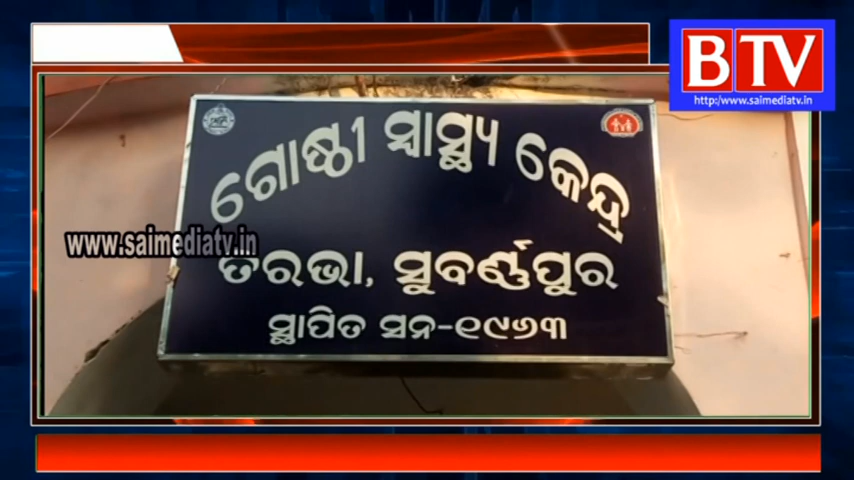 BTV
http:/www.saimediatv.in
ଗୋଷ୍ଠୀ ସ୍ୱାସ୍ଥ୍ୟ କେନ୍ଦ୍ର
www.saimediatv.in
ତରଭା, ସୁବର୍ଣ୍ଣପୁର
ସ୍ଥାପିତ ସନ-୧୯୬୩